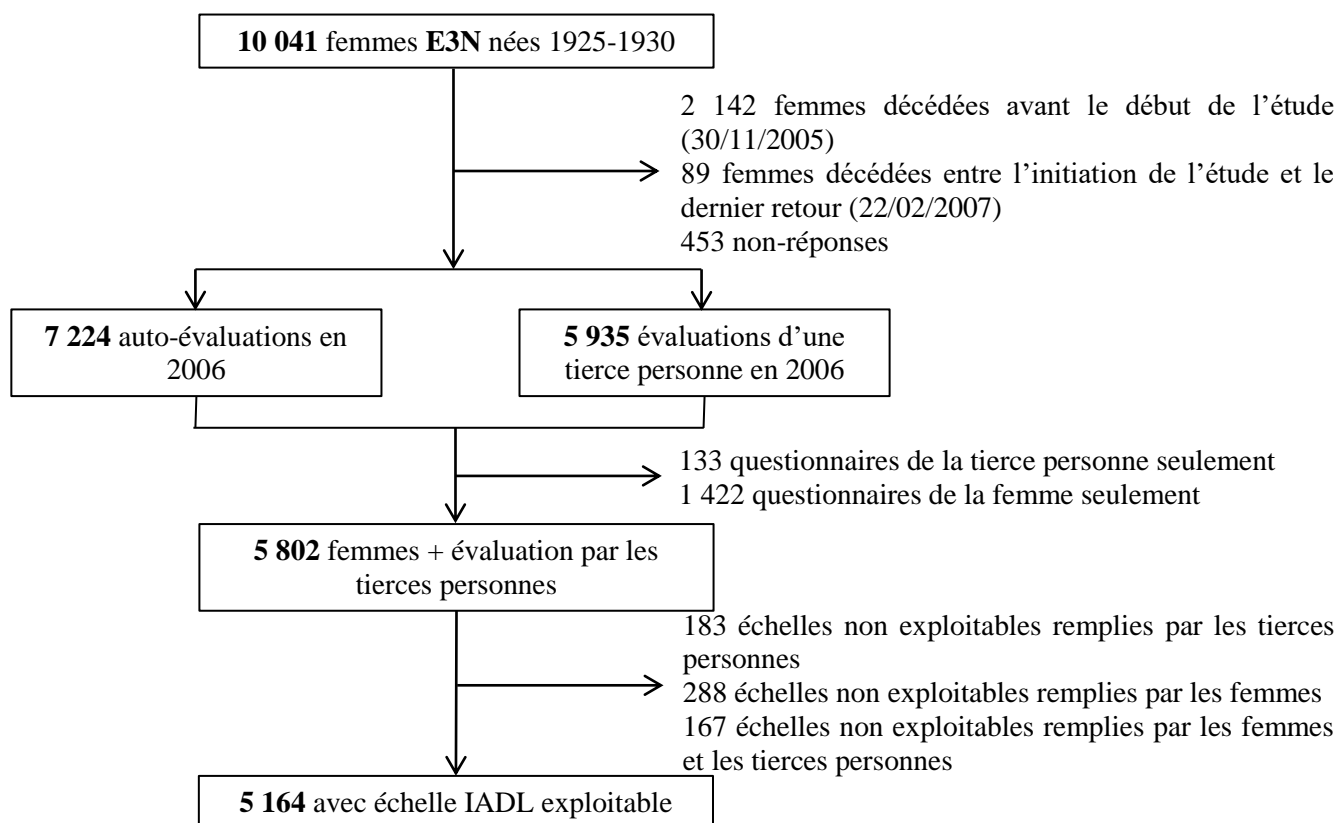 10 041 femmes E3N nées 1925-1930
2 142 femmes décédées avant le début de l’étude
(30/11/2005)
89 femmes décédées entre l’initiation de l’étude et le
dernier retour (22/02/2007)
453 non-réponses
7 224 auto-évaluations en
2006
5 935 évaluations d’une
tierce personne en 2006
133 questionnaires de la tierce personne seulement
1 422 questionnaires de la femme seulement
5 802 femmes + évaluation par les
tierces personnes
183 échelles non exploitables remplies par les tierces
personnes
288 échelles non exploitables remplies par les femmes
167 échelles non exploitables remplies par les femmes
et les tierces personnes
5 164 avec échelle IADL exploitable